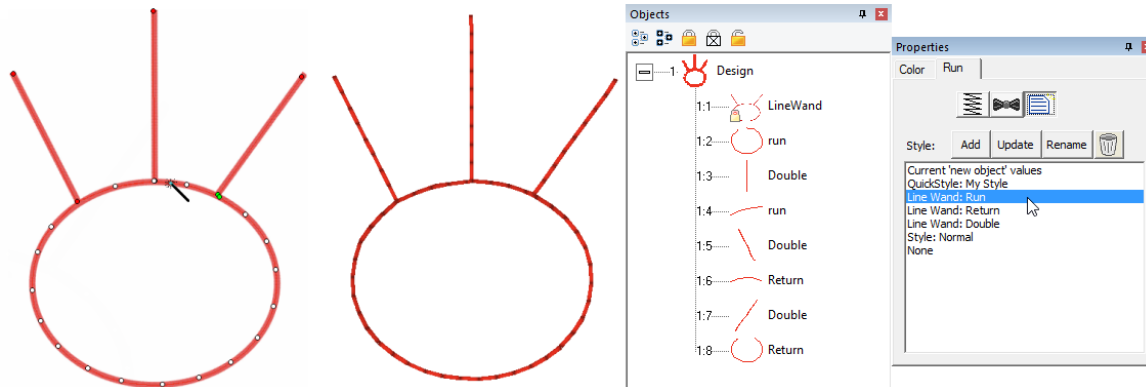 Objects
1 Design
1:1 LineWand
1:2 run
1:3 Double
1:4 run
1:5 Double
1:6 Return
1:7 Double
1:8 Return
Properties
Color Run
Style: Add Update Rename
Current 'new object' values
QuickStyle: My Style
Line Wand: Run
Line Wand: Return
Line Wand: Double
Style: Normal
None